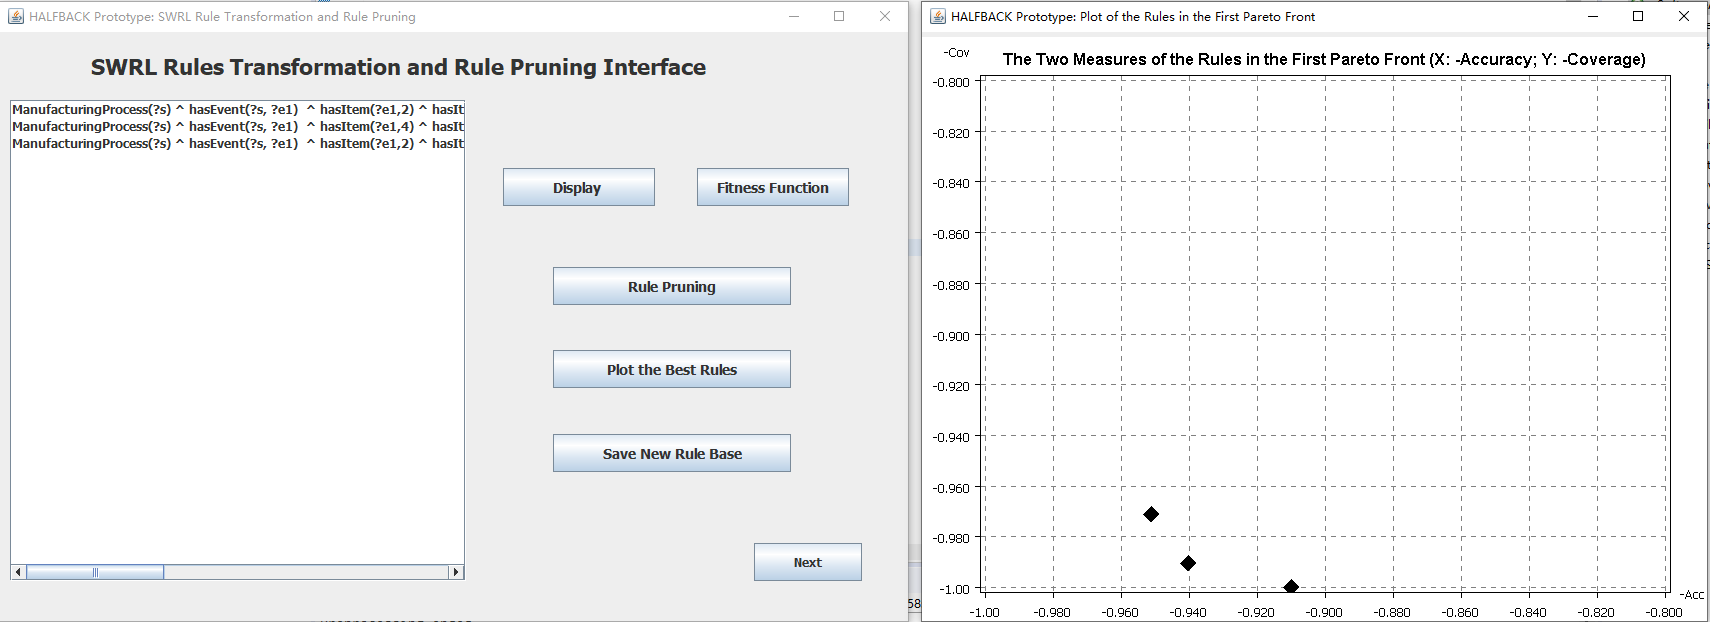 HALFBACK Prototype: SWRL Rule Transformation and Rule Pruning
SWRL Rules Transformation and Rule Pruning Interface
ManufacturingProcess(?s) ^ hasEvent(?s, ?e1)  ^ hasItem(?e1,2) ^ hasIt
ManufacturingProcess(?s) ^ hasEvent(?s, ?e1)  ^ hasItem(?e1,4) ^ hasIt
ManufacturingProcess(?s) ^ hasEvent(?s, ?e1)  ^ hasItem(?e1,2) ^ hasIt
Display
Fitness Function
Rule Pruning
Plot the Best Rules
Save New Rule Base
Next
58
HALFBACK Prototype: Plot of the Rules in the First Pareto Front
-Cov
The Two Measures of the Rules in the First Pareto Front (X: -Accuracy; Y: -Coverage)
-0.800
-0.820
-0.840
-0.860
-0.880
-0.900
-0.920
-0.940
-0.960
-0.980
-1.00
-Acc
-1.00 -0.980 -0.960 -0.940 -0.920 -0.900 -0.880 -0.860 -0.840 -0.820 -0.800